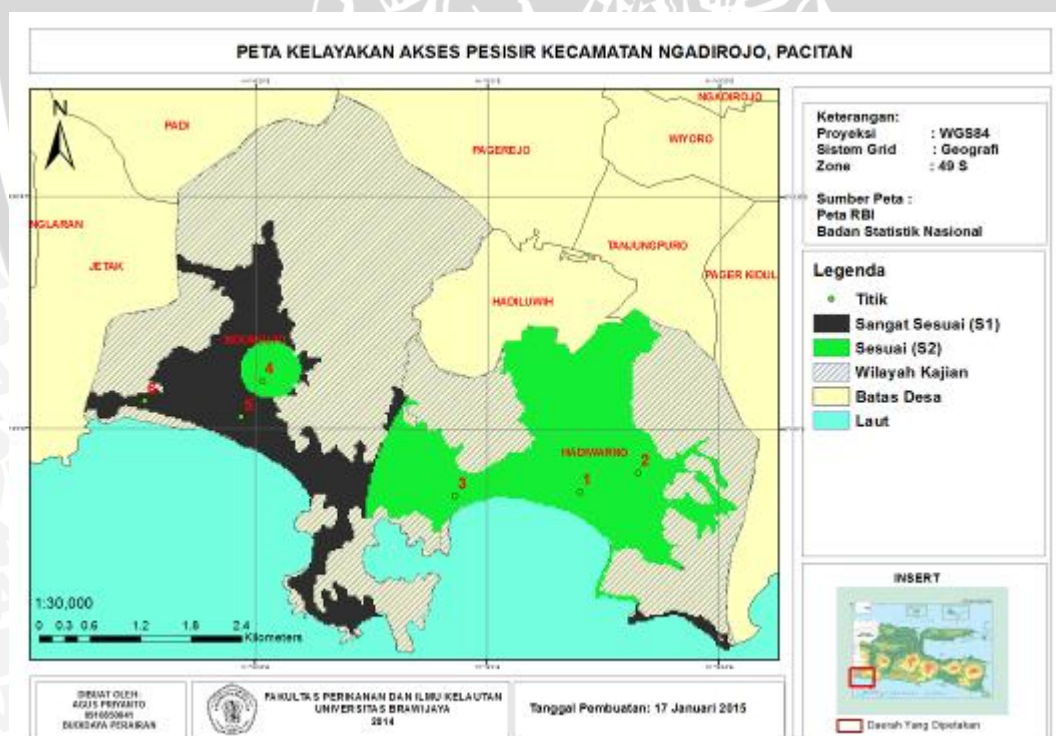 PETA KELAYAKAN AKSES PESISIR KECAMATAN NGADIROJO, PACITAN
N
PADI
PAGEREJO
NGADIROJO
WIYORO
NGLARAN
JETAK
TANJUNGPURO
PAGER KIDUL
HADILUWIH
4
5
HADIWARNO
2
1
3
1:30,000
0 0.3 0.6 1.2 1.8 2.4
Kilometers
Keterangan:
Proyeksi : WGS84
Sistem Grid : Geografi
Zone : 49 S
Sumber Peta :
Peta RBI
Badan Statistik Nasional
Legenda
Titik
Sangat Sesuai (S1)
Sesuai (S2)
Wilayah Kajian
Batas Desa
Laut
INSERT
Daerah Yang Dipetakan
DIBUAT OLEH:
AGUS PRIYANTO
BUDIDAYA PERAIRAN
FAKULTAS PERIKANAN DAN ILMU KELAUTAN
UNIVERSITAS BRAWIJAYA
2014
Tanggal Pembuatan: 17 Januari 2015